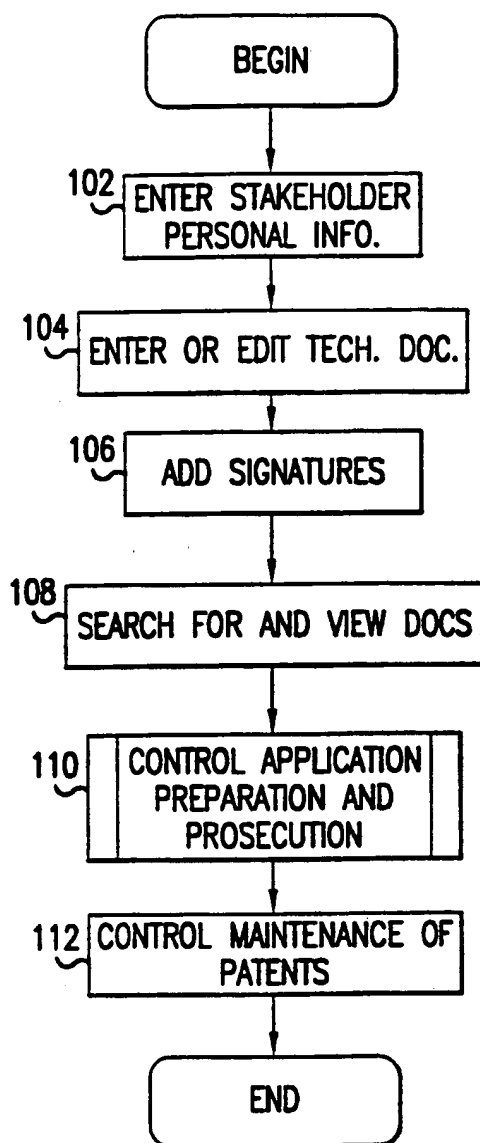 BEGIN
102
ENTER STAKEHOLDER
PERSONAL INFO.
104
ENTER OR EDIT TECH. DOC.
106
ADD SIGNATURES
108
SEARCH FOR AND VIEW DOCS
110
CONTROL APPLICATION
PREPARATION AND
PROSECUTION
112
CONTROL MAINTENANCE OF
PATENTS
END